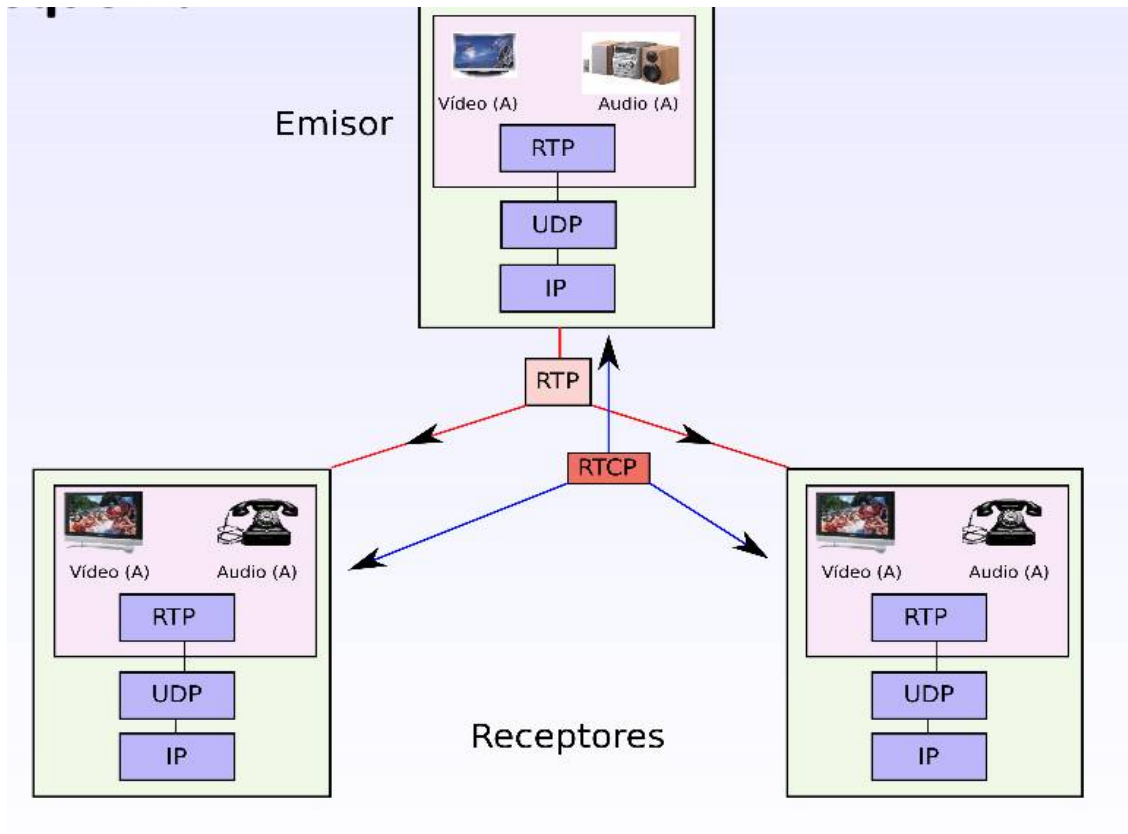 Vídeo (A) Audio (A)
Emisor
RTP
UDP
IP
RTP
RTCP
Vídeo (A) Audio (A)
RTP
UDP
IP
Vídeo (A) Audio (A)
RTP
UDP
IP
Receptores